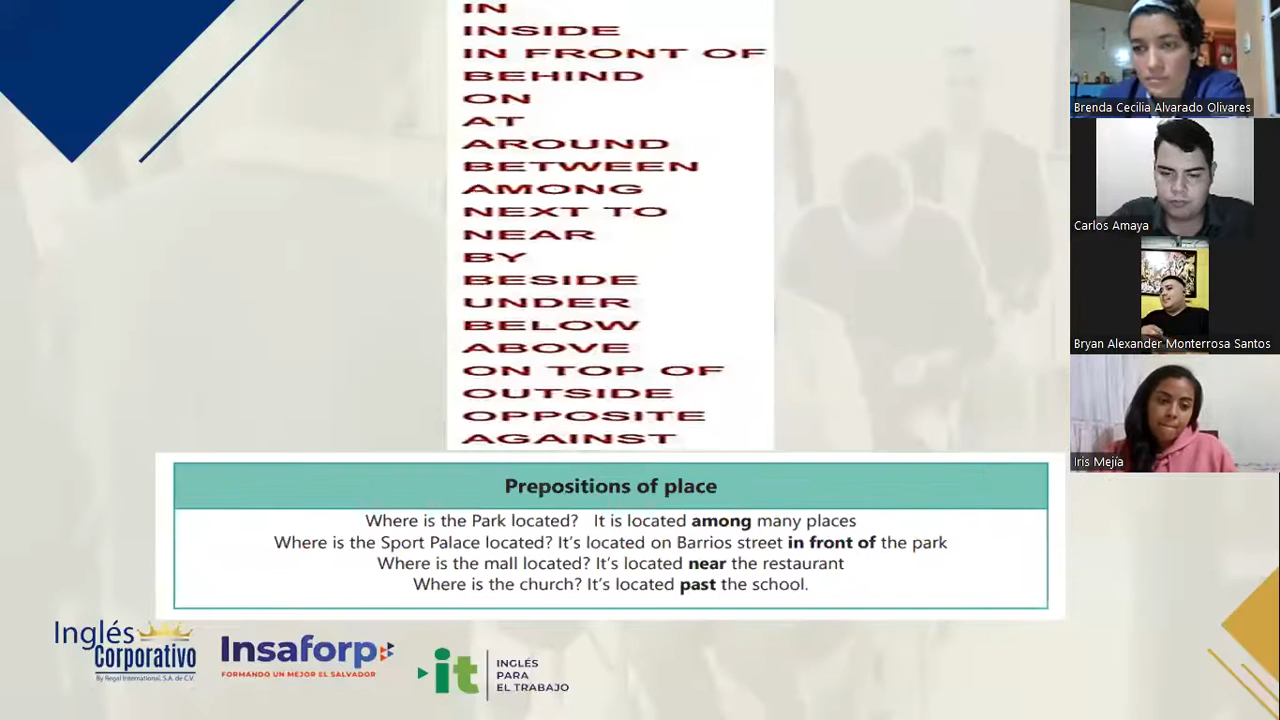 IN
INSIDE
IN FRONT OF
BEHIND
ON
AT
AROUND
BETWEEN
AMONG
NEXT TO
NEAR
BY
BESIDE
UNDER
BELOW
ABOVE
ON TOP OF
OUTSIDE
OPPOSITE
AGAINST
Prepositions of place
Where is the Park located? It is located among many places
Where is the Sport Palace located? It's located on Barrios street in front of the park
Where is the mall located? It's located near the restaurant
Where is the church? It's located past the school.
Inglés
Corporativo
By Regal International, S.A. de C.V.
Insaforp
FORMANDO UN MEJOR EL SALVADOR
it
INGLÉS
PARA
EL TRABAJO
Brenda Cecilia Alvarado Olivares
Carlos Amaya
Bryan Alexander Monterrosa Santos
Iris Mejía